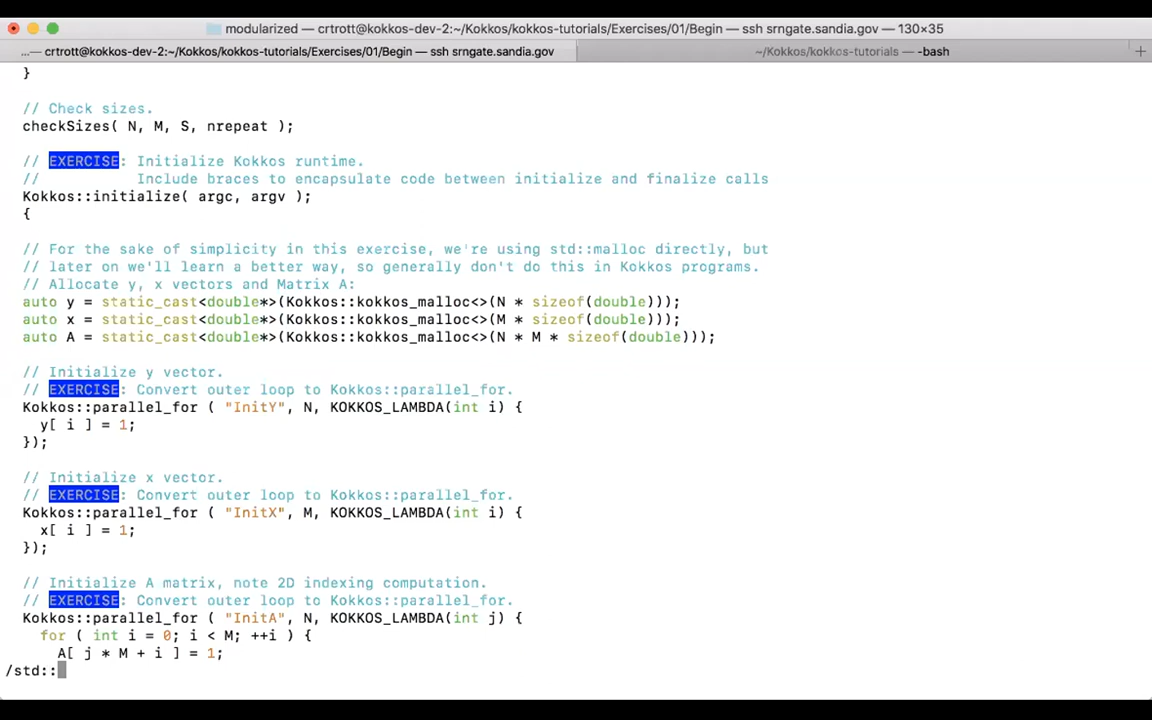 modularized — crtrott@kokkos-dev-2:~/Kokkos/kokkos-tutorials/Exercises/01/Begin — ssh srngate.sandia.gov — 130×35
... — crtrott@kokkos-dev-2:~/Kokkos/kokkos-tutorials/Exercises/01/Begin — ssh srngate.sandia.gov
~/Kokkos/kokkos-tutorials — -bash
+
}
// Check sizes.
checkSizes( N, M, S, nrepeat );
// EXERCISE: Initialize Kokkos runtime.
//           Include braces to encapsulate code between initialize and finalize calls
Kokkos::initialize( argc, argv );
{
// For the sake of simplicity in this exercise, we're using std::malloc directly, but
// later on we'll learn a better way, so generally don't do this in Kokkos programs.
// Allocate y, x vectors and Matrix A:
auto y = static_cast<double*>(Kokkos::kokkos_malloc<>(N * sizeof(double)));
auto x = static_cast<double*>(Kokkos::kokkos_malloc<>(M * sizeof(double)));
auto A = static_cast<double*>(Kokkos::kokkos_malloc<>(N * M * sizeof(double)));
// Initialize y vector.
// EXERCISE: Convert outer loop to Kokkos::parallel_for.
Kokkos::parallel_for ( "InitY", N, KOKKOS_LAMBDA(int i) {
  y[ i ] = 1;
});
// Initialize x vector.
// EXERCISE: Convert outer loop to Kokkos::parallel_for.
Kokkos::parallel_for ( "InitX", M, KOKKOS_LAMBDA(int i) {
  x[ i ] = 1;
});
// Initialize A matrix, note 2D indexing computation.
// EXERCISE: Convert outer loop to Kokkos::parallel_for.
Kokkos::parallel_for ( "InitA", N, KOKKOS_LAMBDA(int j) {
  for ( int i = 0; i < M; ++i ) {
    A[ j * M + i ] = 1;
/std::